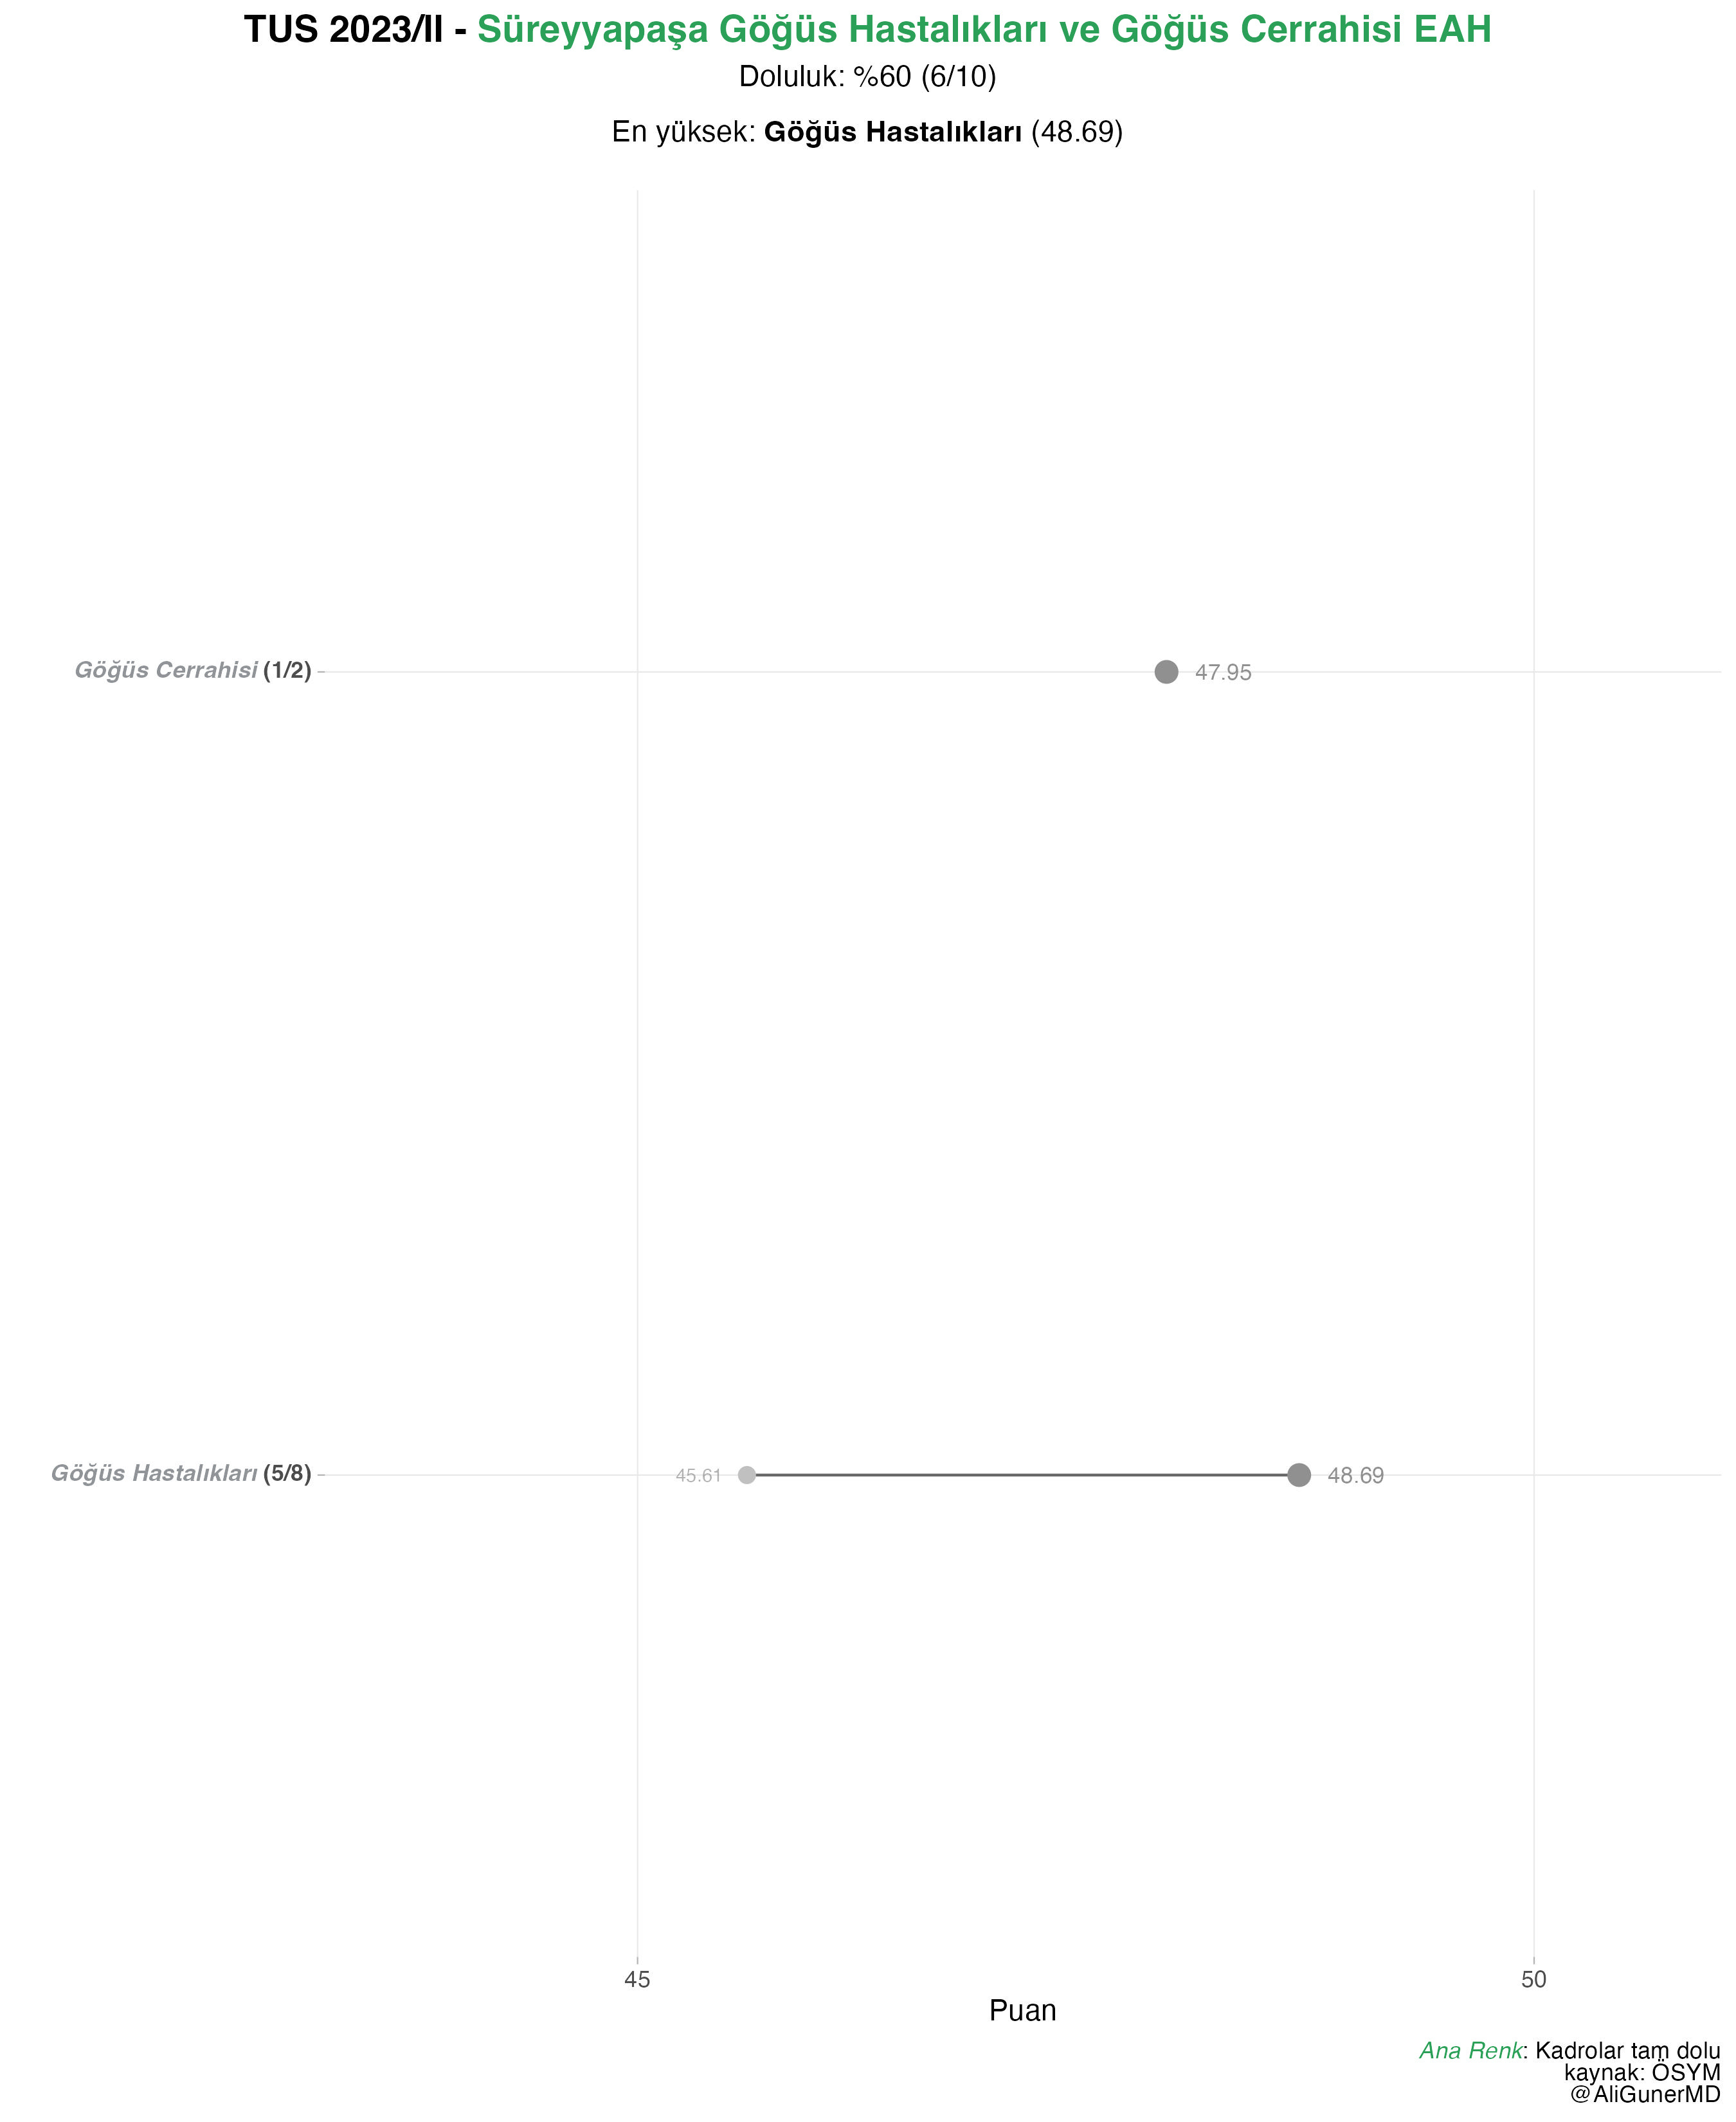 TUS 2023/II - Süreyyapaşa Göğüs Hastalıkları ve Göğüs Cerrahisi EAH
Doluluk: %60 (6/10)
En yüksek: Göğüs Hastalıkları (48.69)
Göğüs Cerrahisi (1/2)
47.95
Göğüs Hastalıkları (5/8)
45.61
48.69
45
50
Puan
Ana Renk: Kadrolar tam dolu
kaynak: ÖSYM
@AliGunerMD